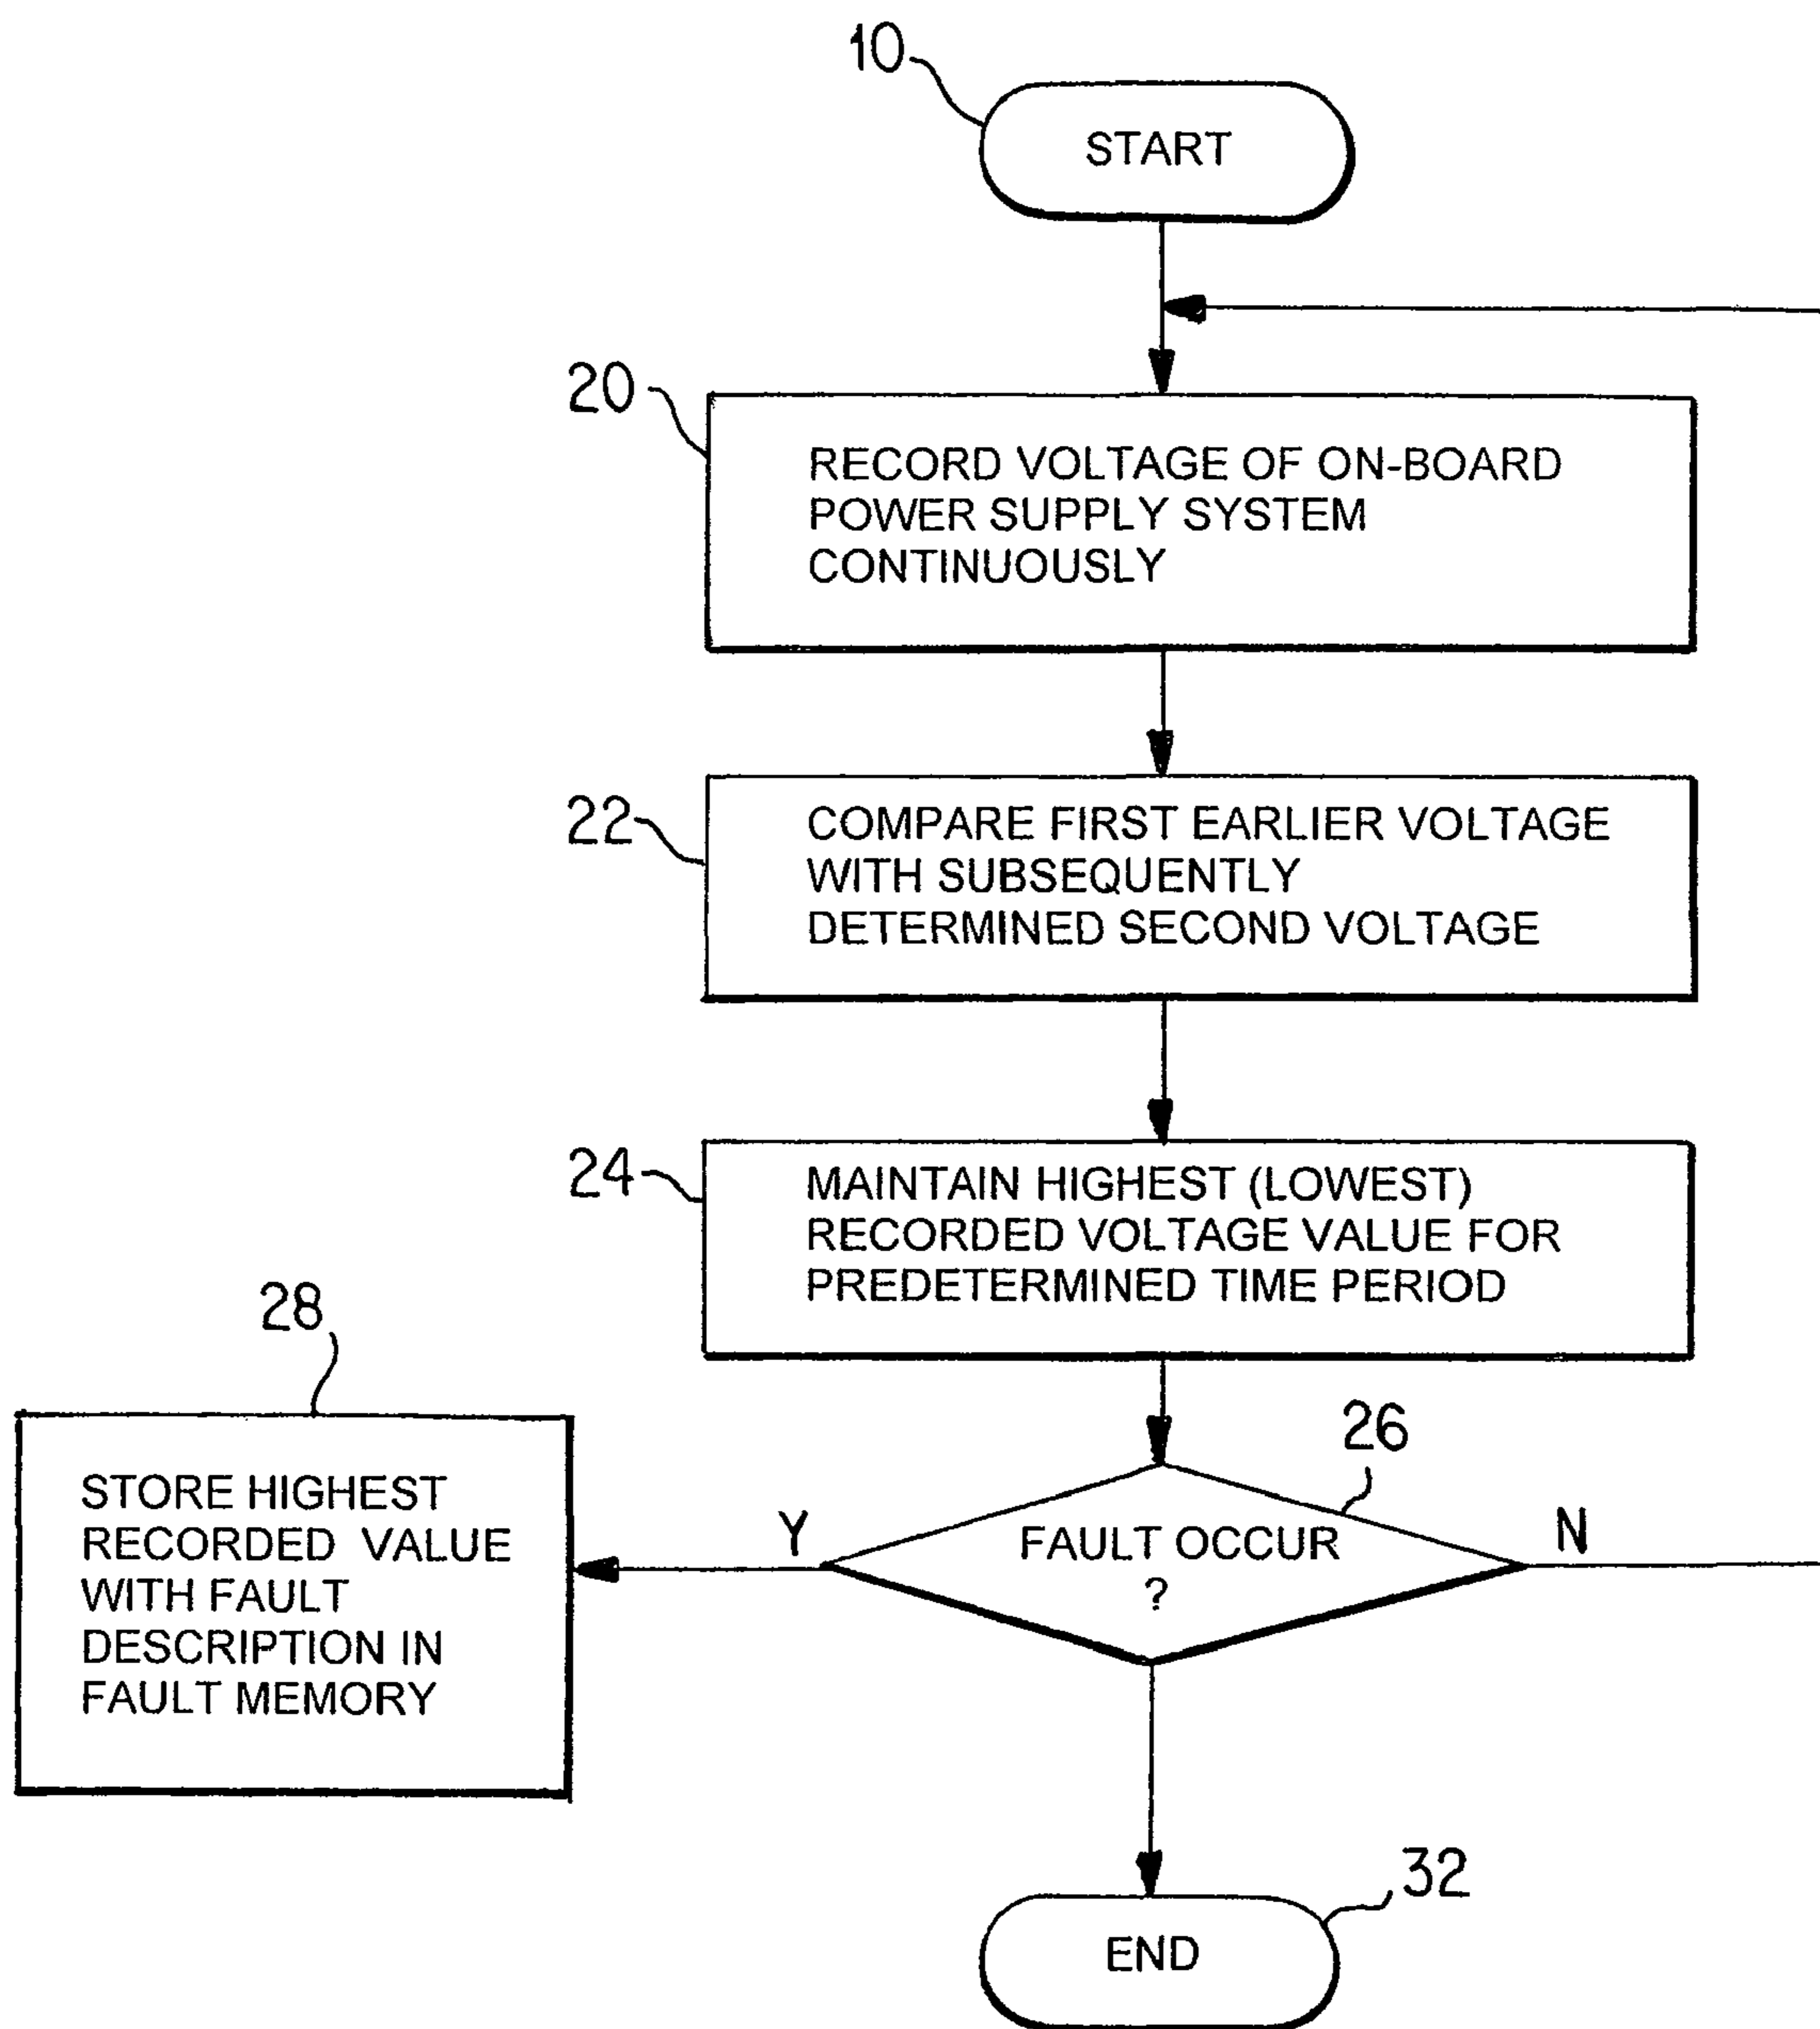 10
START
20
RECORD VOLTAGE OF ON-BOARD
POWER SUPPLY SYSTEM
CONTINUOUSLY
22
COMPARE FIRST EARLIER VOLTAGE
WITH SUBSEQUENTLY
DETERMINED SECOND VOLTAGE
24
MAINTAIN HIGHEST (LOWEST)
RECORDED VOLTAGE VALUE FOR
PREDETERMINED TIME PERIOD
28
STORE HIGHEST
RECORDED VALUE
WITH FAULT
DESCRIPTION IN
FAULT MEMORY
Y
26
FAULT OCCUR
?
N
32
END